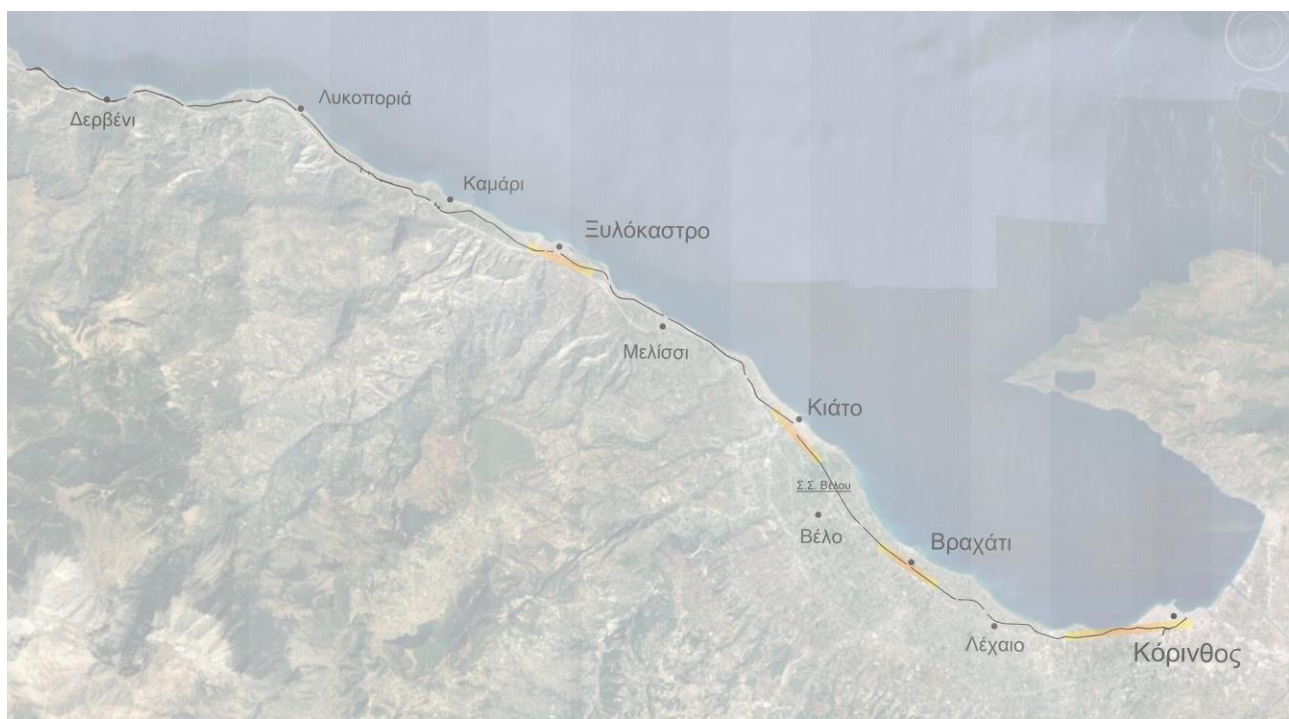 Λυκοποριά
Δερβένι
Καμάρι
Ξυλόκαστρο
Μελίσσι
Κιάτο
Σ.Σ. Βέλου
Βέλο
Βραχάτι
Λέχαιο
Κόρινθος